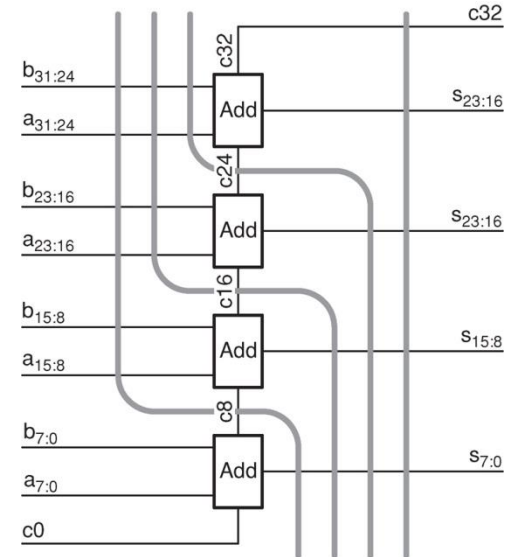 c32
c32
b31:24
Add
s23:16
a31:24
c24
b23:16
Add
s23:16
a23:16
c16
b15:8
Add
s15:8
a15:8
c8
b7:0
Add
s7:0
a7:0
c0